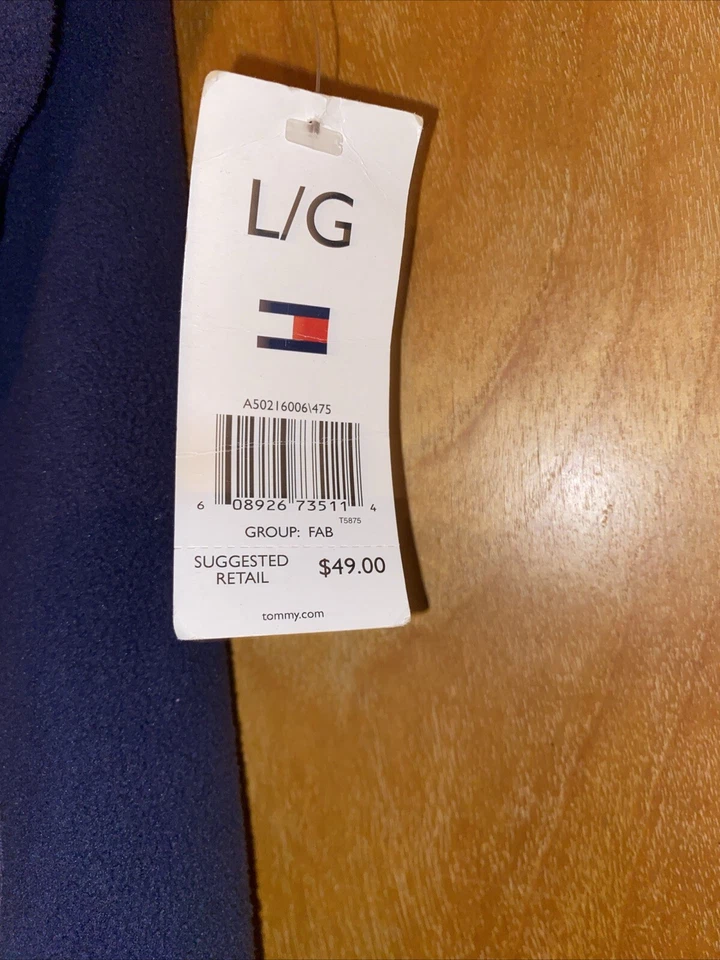 L/G
A50216006\475
6 08926 73511 4
T5875
GROUP: FAB
SUGGESTED
RETAIL $49.00
tommy.com